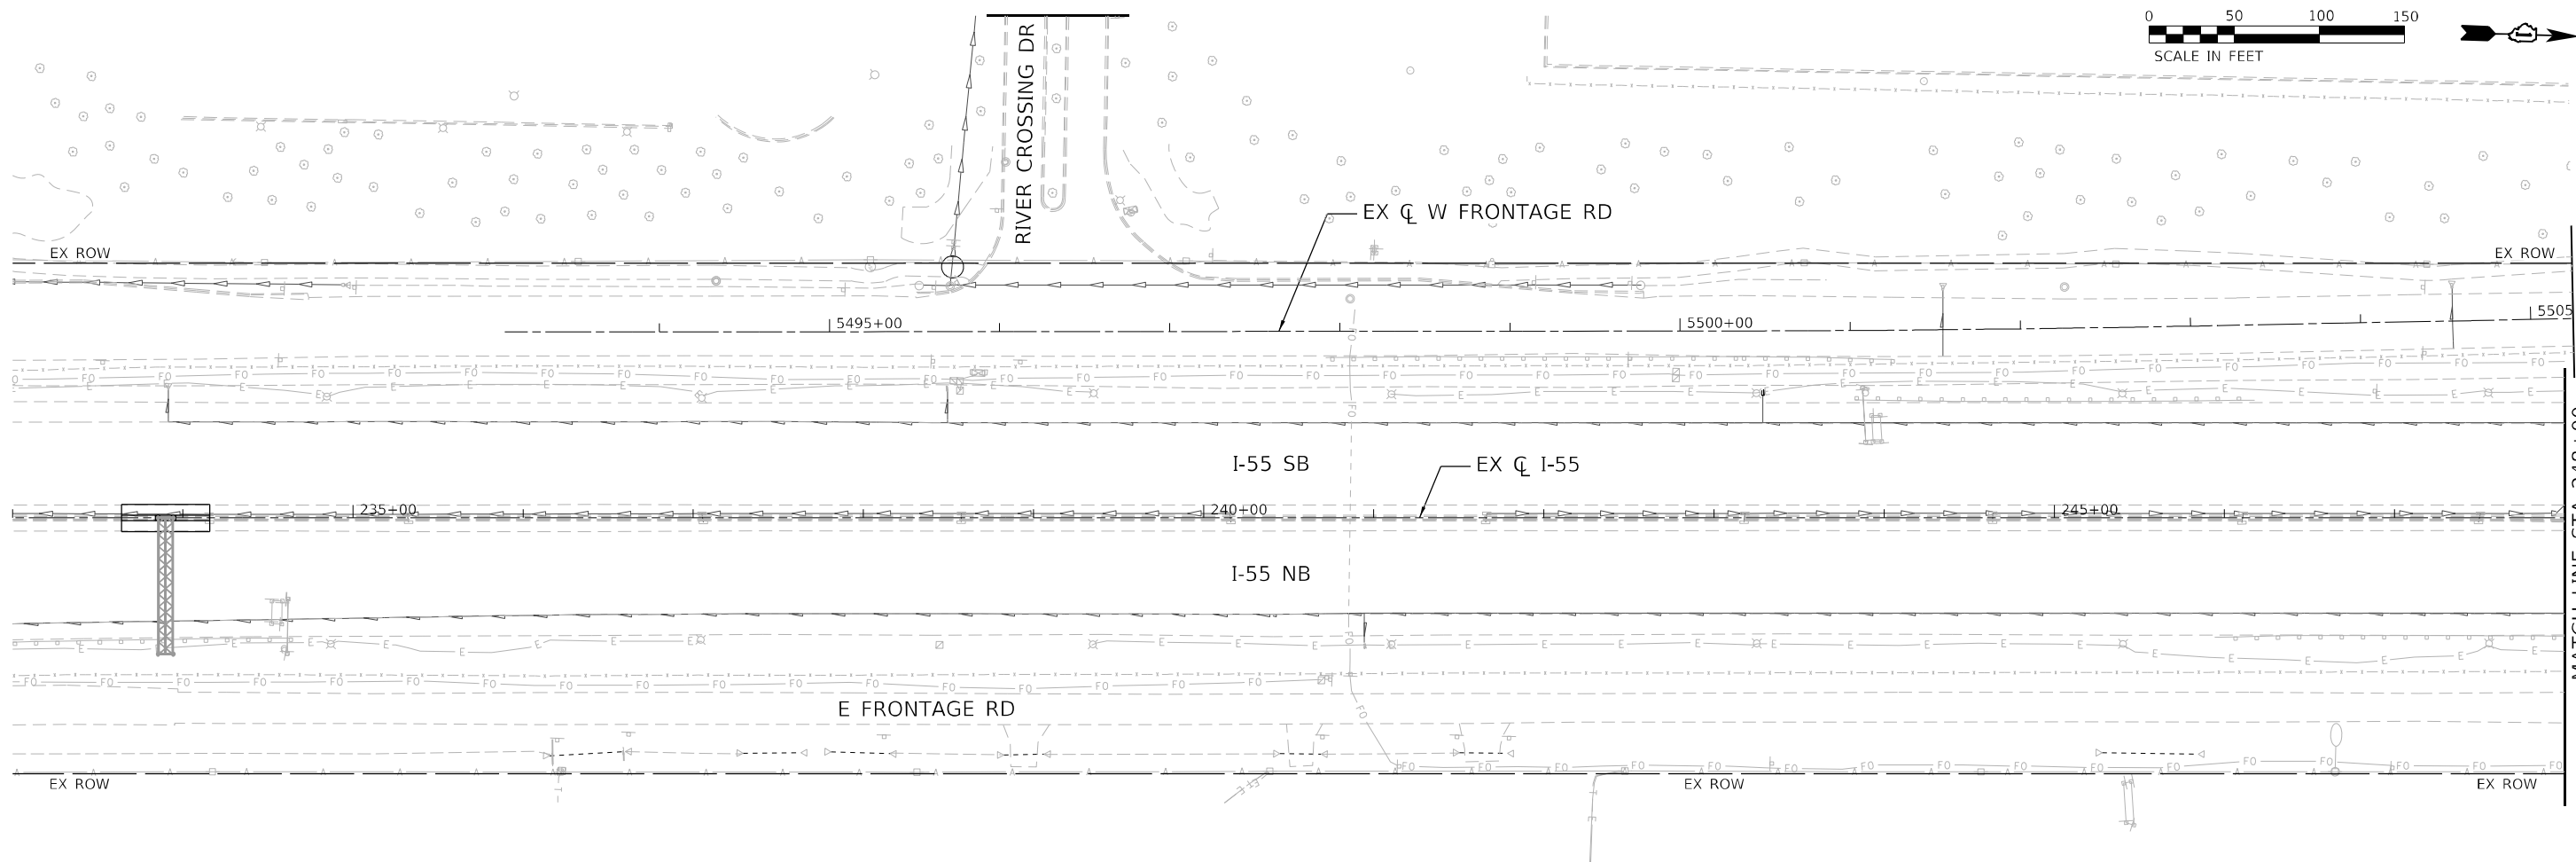 0 50 100 150
SCALE IN FEET
RIVER CROSSING DR
EX CL W FRONTAGE RD
EX ROW
EX ROW
5495+00
5500+00
5505
I-55 SB
EX CL I-55
235+00
240+00
245+00
I-55 NB
E FRONTAGE RD
EX ROW
EX ROW
EX ROW